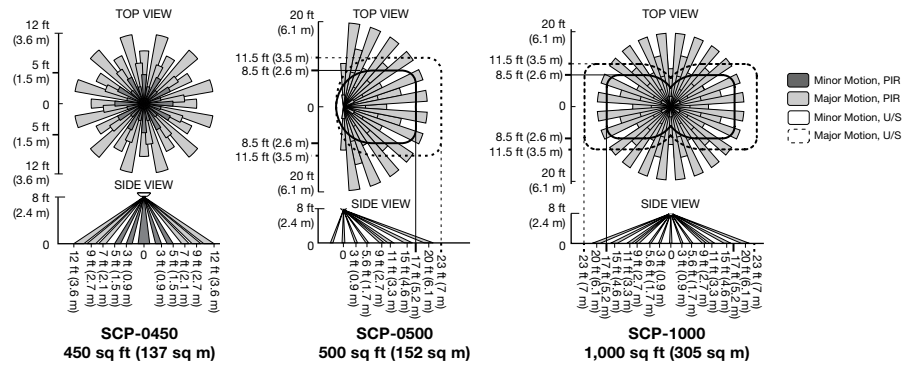 TOP VIEW
12 ft
(3.6 m)
5 ft
(1.5 m)
0
5 ft
(1.5 m)
12 ft
(3.6 m)
SIDE VIEW
8 ft
(2.4 m)
0
12 ft (3.6 m)
9 ft (2.7 m)
7 ft (2.1 m)
5 ft (1.5 m)
3 ft (0.9 m)
0
3 ft (0.9 m)
5 ft (1.5 m)
7 ft (2.1 m)
9 ft (2.7 m)
12 ft (3.6 m)
SCP-0450
450 sq ft (137 sq m)
TOP VIEW
20 ft
(6.1 m)
11.5 ft (3.5 m)
8.5 ft (2.6 m)
0
8.5 ft (2.6 m)
11.5 ft (3.5 m)
20 ft
(6.1 m)
SIDE VIEW
8 ft
(2.4 m)
0
0
3 ft (0.9 m)
5.6 ft (1.7 m)
9 ft (2.7 m)
11 ft (3.3 m)
15 ft (4.6 m)
17 ft (5.2 m)
20 ft (6.1 m)
23 ft (7 m)
SCP-0500
500 sq ft (152 sq m)
TOP VIEW
20 ft
(6.1 m)
11.5 ft (3.5 m)
8.5 ft (2.6 m)
0
8.5 ft (2.6 m)
11.5 ft (3.5 m)
20 ft
(6.1 m)
SIDE VIEW
8 ft
(2.4 m)
0
23 ft (7 m)
20 ft (6.1 m)
17 ft (5.2 m)
15 ft (4.6 m)
11 ft (3.3 m)
9 ft (2.7 m)
5.6 ft (1.7 m)
3 ft (0.9 m)
0
3 ft (0.9 m)
5.6 ft (1.7 m)
9 ft (2.7 m)
11 ft (3.3 m)
15 ft (4.6 m)
17 ft (5.2 m)
20 ft (6.1 m)
23 ft (7 m)
SCP-1000
1,000 sq ft (305 sq m)
Minor Motion, PIR
Major Motion, PIR
Minor Motion, U/S
Major Motion, U/S